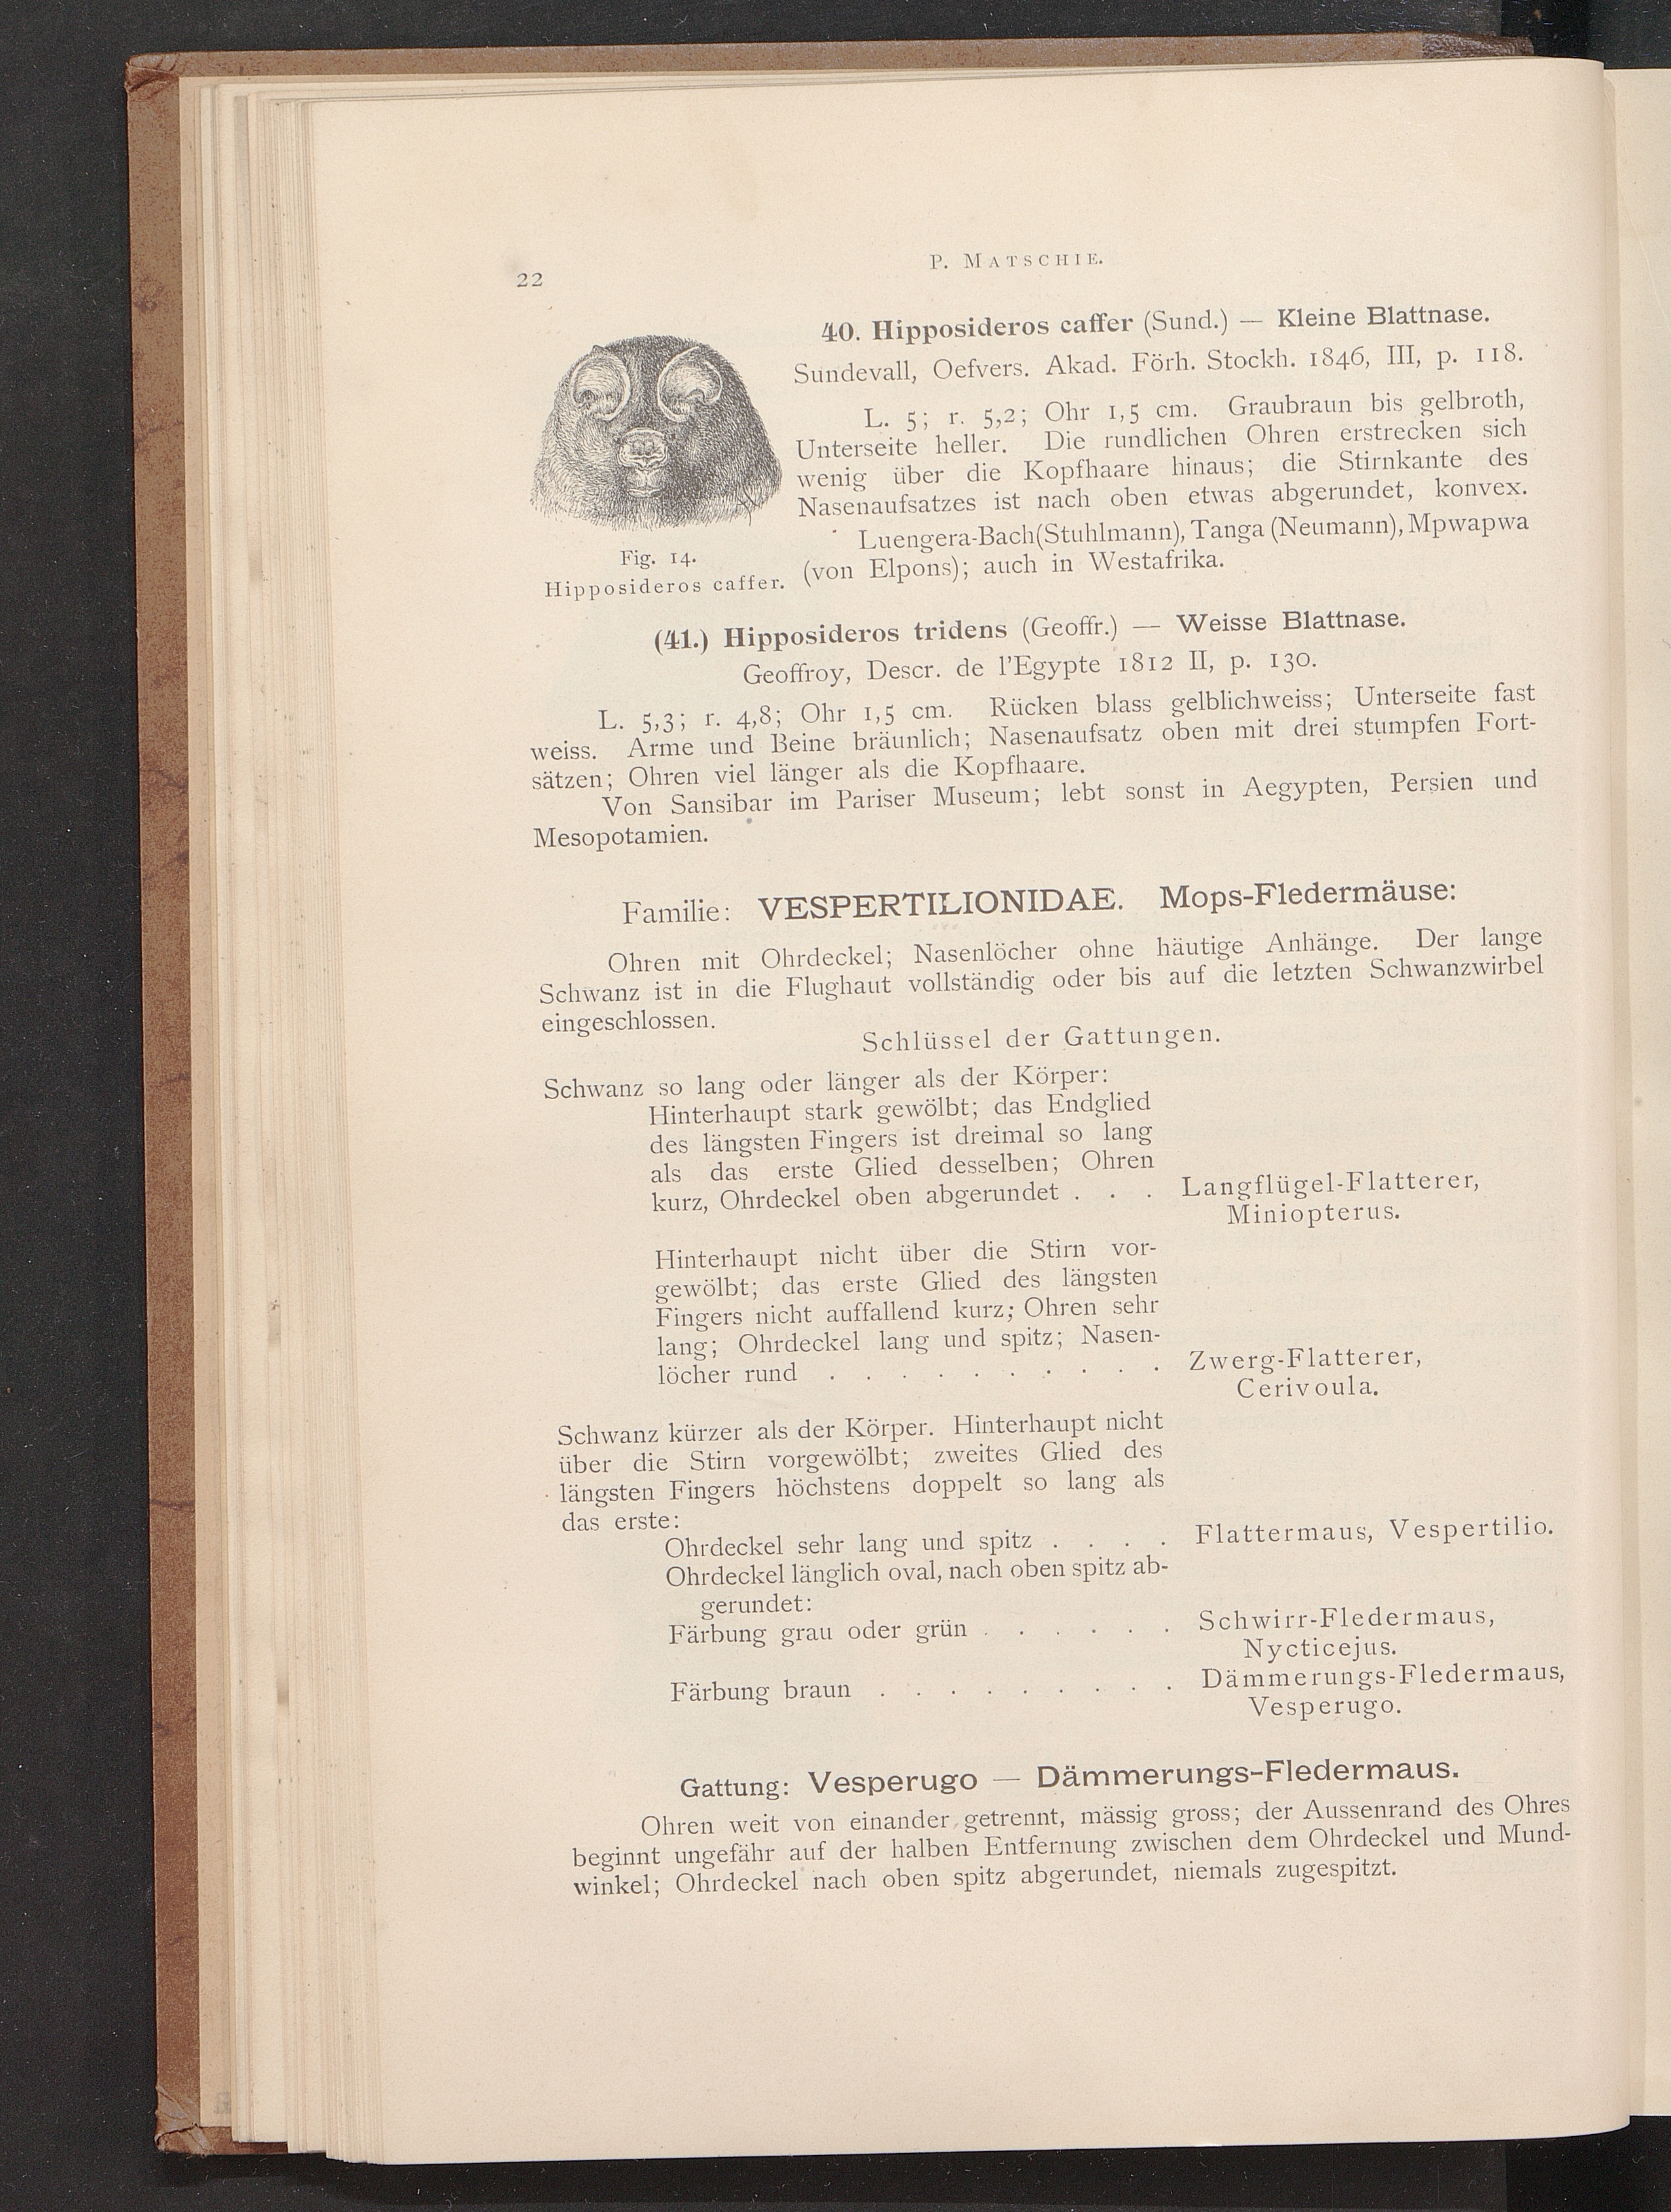 22
P. MATSCHIE.
40. Hipposideros caffer (Sund.) — Kleine Blattnase.
Sundevall, Oefvers. Akad. Förh. Stockh. 1846, III, p. 118.
L. 5; r. 5,2; Ohr 1,5 cm. Graubraun bis gelbroth,
Unterseite heller. Die rundlichen Ohren erstrecken sich
wenig über die Kopfhaare hinaus; die Stirnkante des
Nasenaufsatzes ist nach oben etwas abgerundet, konvex.
Luengera-Bach(Stuhlmann), Tanga (Neumann), Mpwapwa
(von Elpons); auch in Westafrika.
Fig. 14.
Hipposideros caffer.
(41.) Hipposideros tridens (Geoffr.) — Weisse Blattnase.
Geoffroy, Descr. de l'Egypte 1812 II, p. 130.
L. 5,3; r. 4,8; Ohr 1,5 cm. Rücken blass gelblichweiss; Unterseite fast
weiss. Arme und Beine bräunlich; Nasenaufsatz oben mit drei stumpfen Fort-
sätzen; Ohren viel länger als die Kopfhaare.
Von Sansibar im Pariser Museum; lebt sonst in Aegypten, Persien und
Mesopotamien.
Familie: VESPERTILIONIDAE. Mops-Fledermäuse:
Ohren mit Ohrdeckel; Nasenlöcher ohne häutige Anhänge. Der lange
Schwanz ist in die Flughaut vollständig oder bis auf die letzten Schwanzwirbel
eingeschlossen.
Schlüssel der Gattungen.
Schwanz so lang oder länger als der Körper:
Hinterhaupt stark gewölbt; das Endglied
des längsten Fingers ist dreimal so lang
als das erste Glied desselben; Ohren
kurz, Ohrdeckel oben abgerundet . . . Langflügel-Flatterer,
Miniopterus.
Hinterhaupt nicht über die Stirn vor-
gewölbt; das erste Glied des längsten
Fingers nicht auffallend kurz; Ohren sehr
lang; Ohrdeckel lang und spitz; Nasen-
löcher rund . . . . . . . . . . Zwerg-Flatterer,
Cerivoula.
Schwanz kürzer als der Körper. Hinterhaupt nicht
über die Stirn vorgewölbt; zweites Glied des
längsten Fingers höchstens doppelt so lang als
das erste:
Ohrdeckel sehr lang und spitz . . . . Flattermaus, Vespertilio.
Ohrdeckel länglich oval, nach oben spitz ab-
gerundet:
Färbung grau oder grün . . . . . . Schwirr-Fledermaus,
Nycticejus.
Färbung braun . . . . . . . . . Dämmerungs-Fledermaus,
Vesperugo.
Gattung: Vesperugo — Dämmerungs-Fledermaus.
Ohren weit von einander getrennt, mässig gross; der Aussenrand des Ohres
beginnt ungefähr auf der halben Entfernung zwischen dem Ohrdeckel und Mund-
winkel; Ohrdeckel nach oben spitz abgerundet, niemals zugespitzt.